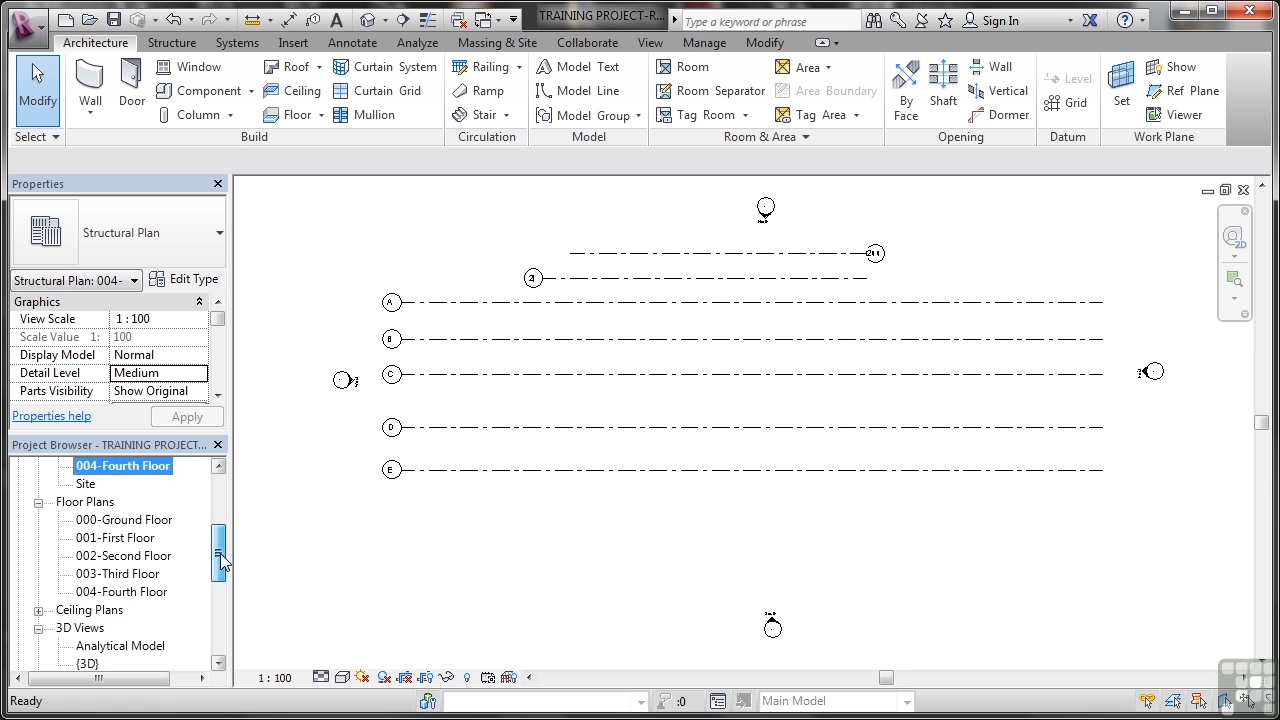 TRAINING PROJECT-R...
Type a keyword or phrase
Sign In
Architecture Structure Systems Insert Annotate Analyze Massing & Site Collaborate View Manage Modify
Modify
Wall
Door
Window
Component
Column
Roof
Ceiling
Floor
Curtain System
Curtain Grid
Mullion
Railing
Ramp
Stair
Model Text
Model Line
Model Group
Room
Room Separator
Tag Room
Area
Area Boundary
Tag Area
By Face
Shaft
Wall
Vertical
Dormer
Level
Grid
Set
Show
Ref Plane
Viewer
Select Build Circulation Model Room & Area Opening Datum Work Plane
Properties
Structural Plan
Structural Plan: 004- Edit Type
Graphics
View Scale 1 : 100
Scale Value 1: 100
Display Model Normal
Detail Level Medium
Parts Visibility Show Original
Properties help Apply
Project Browser - TRAINING PROJECT...
004-Fourth Floor
Site
Floor Plans
000-Ground Floor
001-First Floor
002-Second Floor
003-Third Floor
004-Fourth Floor
Ceiling Plans
3D Views
Analytical Model
{3D}
2D
A
B
C
D
E
1 : 100
Ready
:0
Main Model